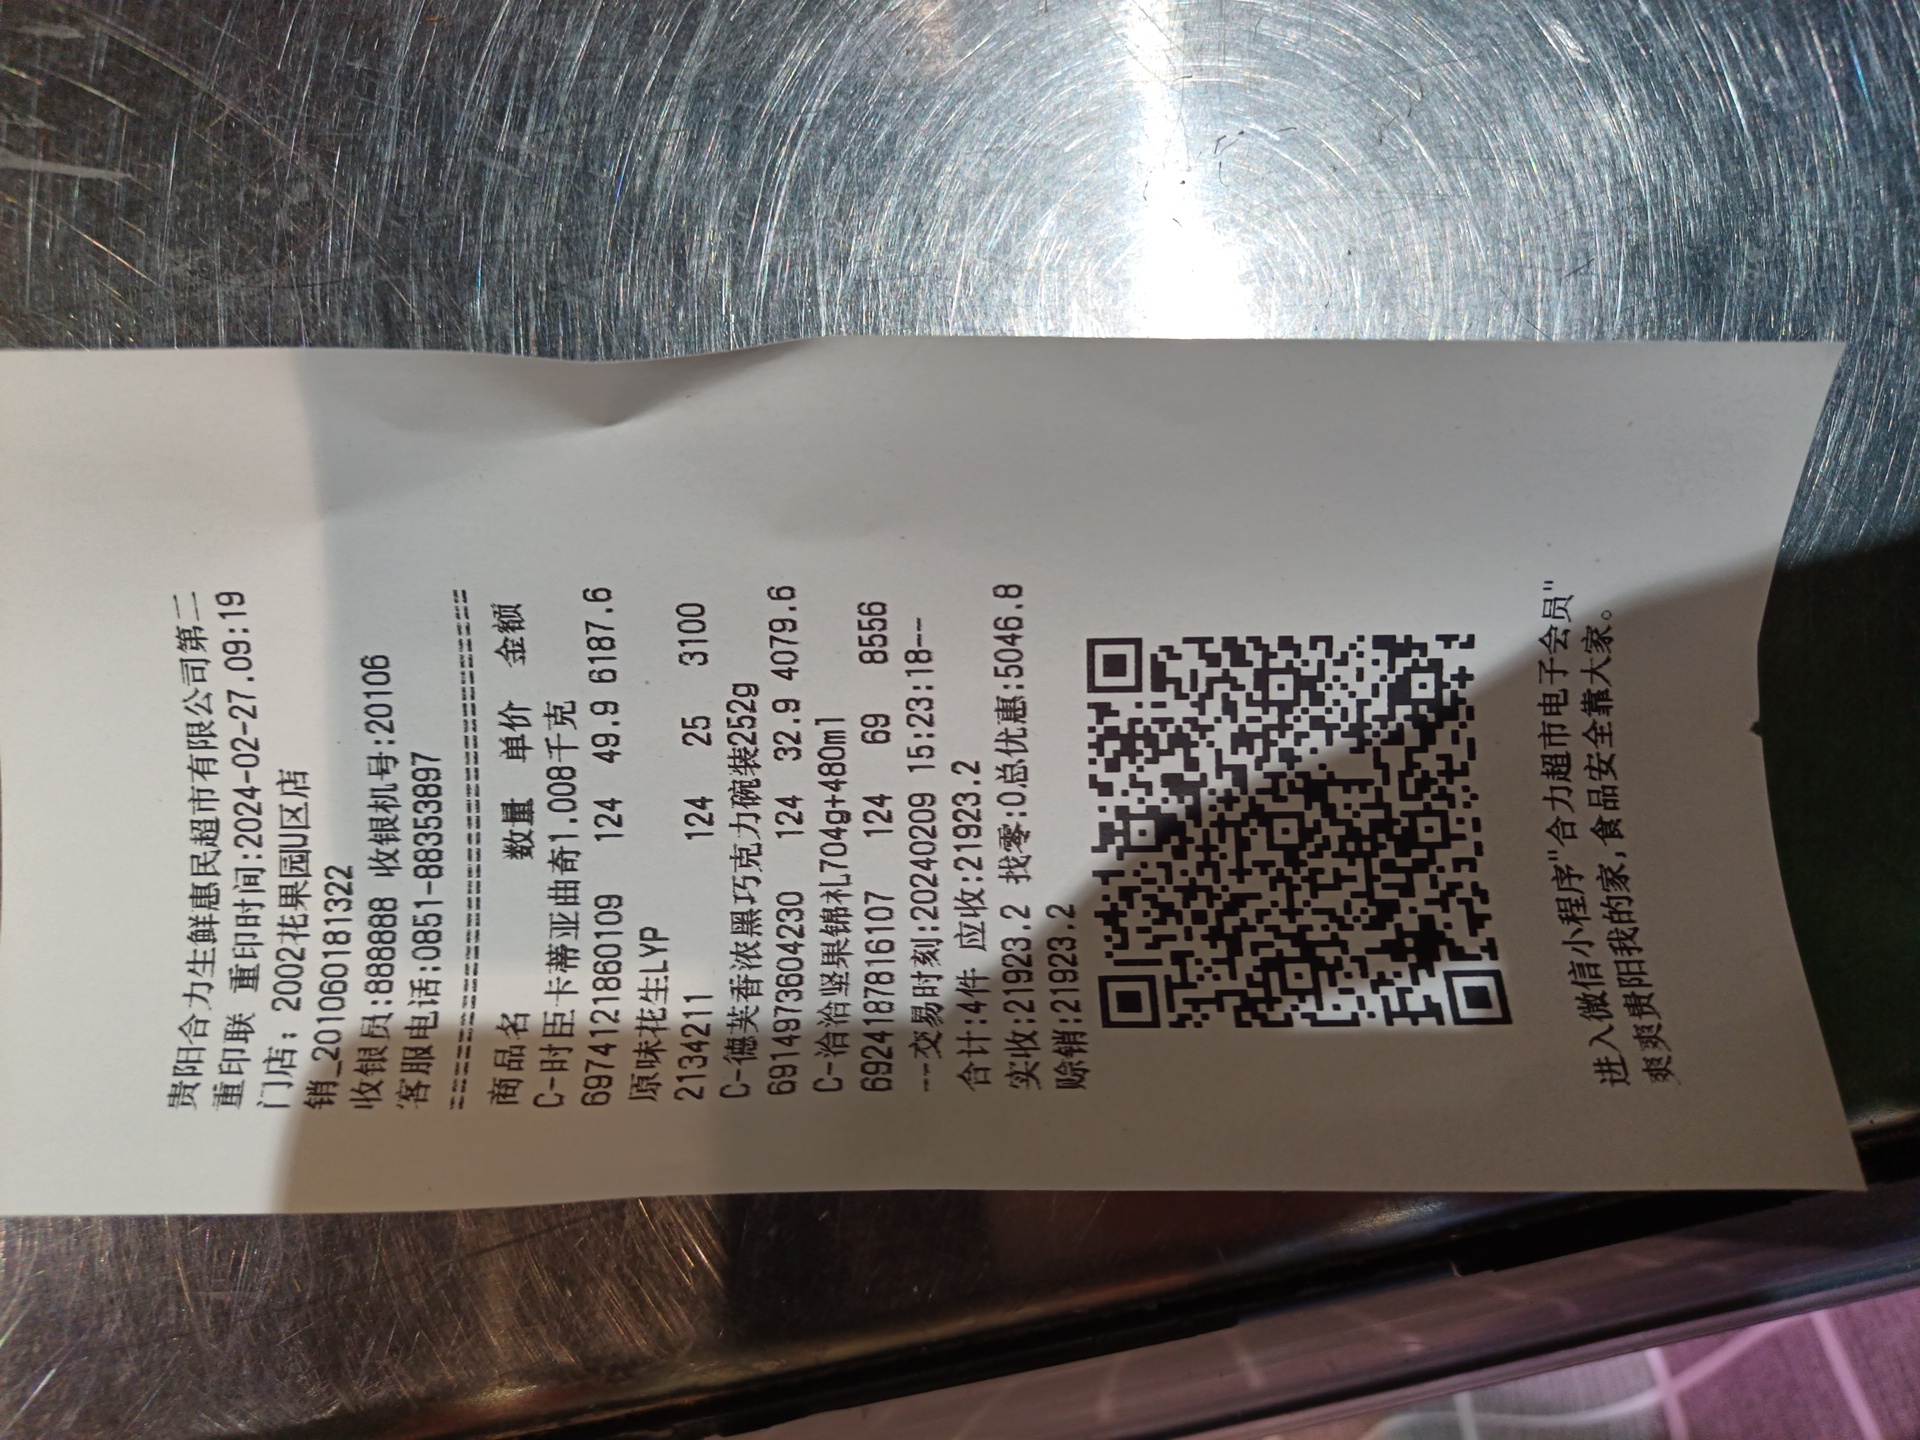 贵阳合力生鲜惠民超市有限公司第二
重印联 重印时间:2024-02-27.09:19
门店: 2002花果园U区店
销_201060181322
收银员:888888 收银机号:20106
客服电话:0851-88353897
================================
商品名 数量 单价 金额
C-时臣卡蒂亚曲奇1.008千克
6974121860109 124 49.9 6187.6
原味花生LYP
2134211 124 25 3100
C-德芙香浓黑巧克力碗装252g
6914973604230 124 32.9 4079.6
C-洽洽坚果锦礼704g+480ml
6924187816107 124 69 8556
--交易时刻:20240209 15:23:18--
合计:4件 应收:21923.2
实收:21923.2 找零:0总优惠:5046.8
赊销:21923.2
进入微信小程序"合力超市电子会员"
爽爽贵阳我的家,食品安全靠大家。